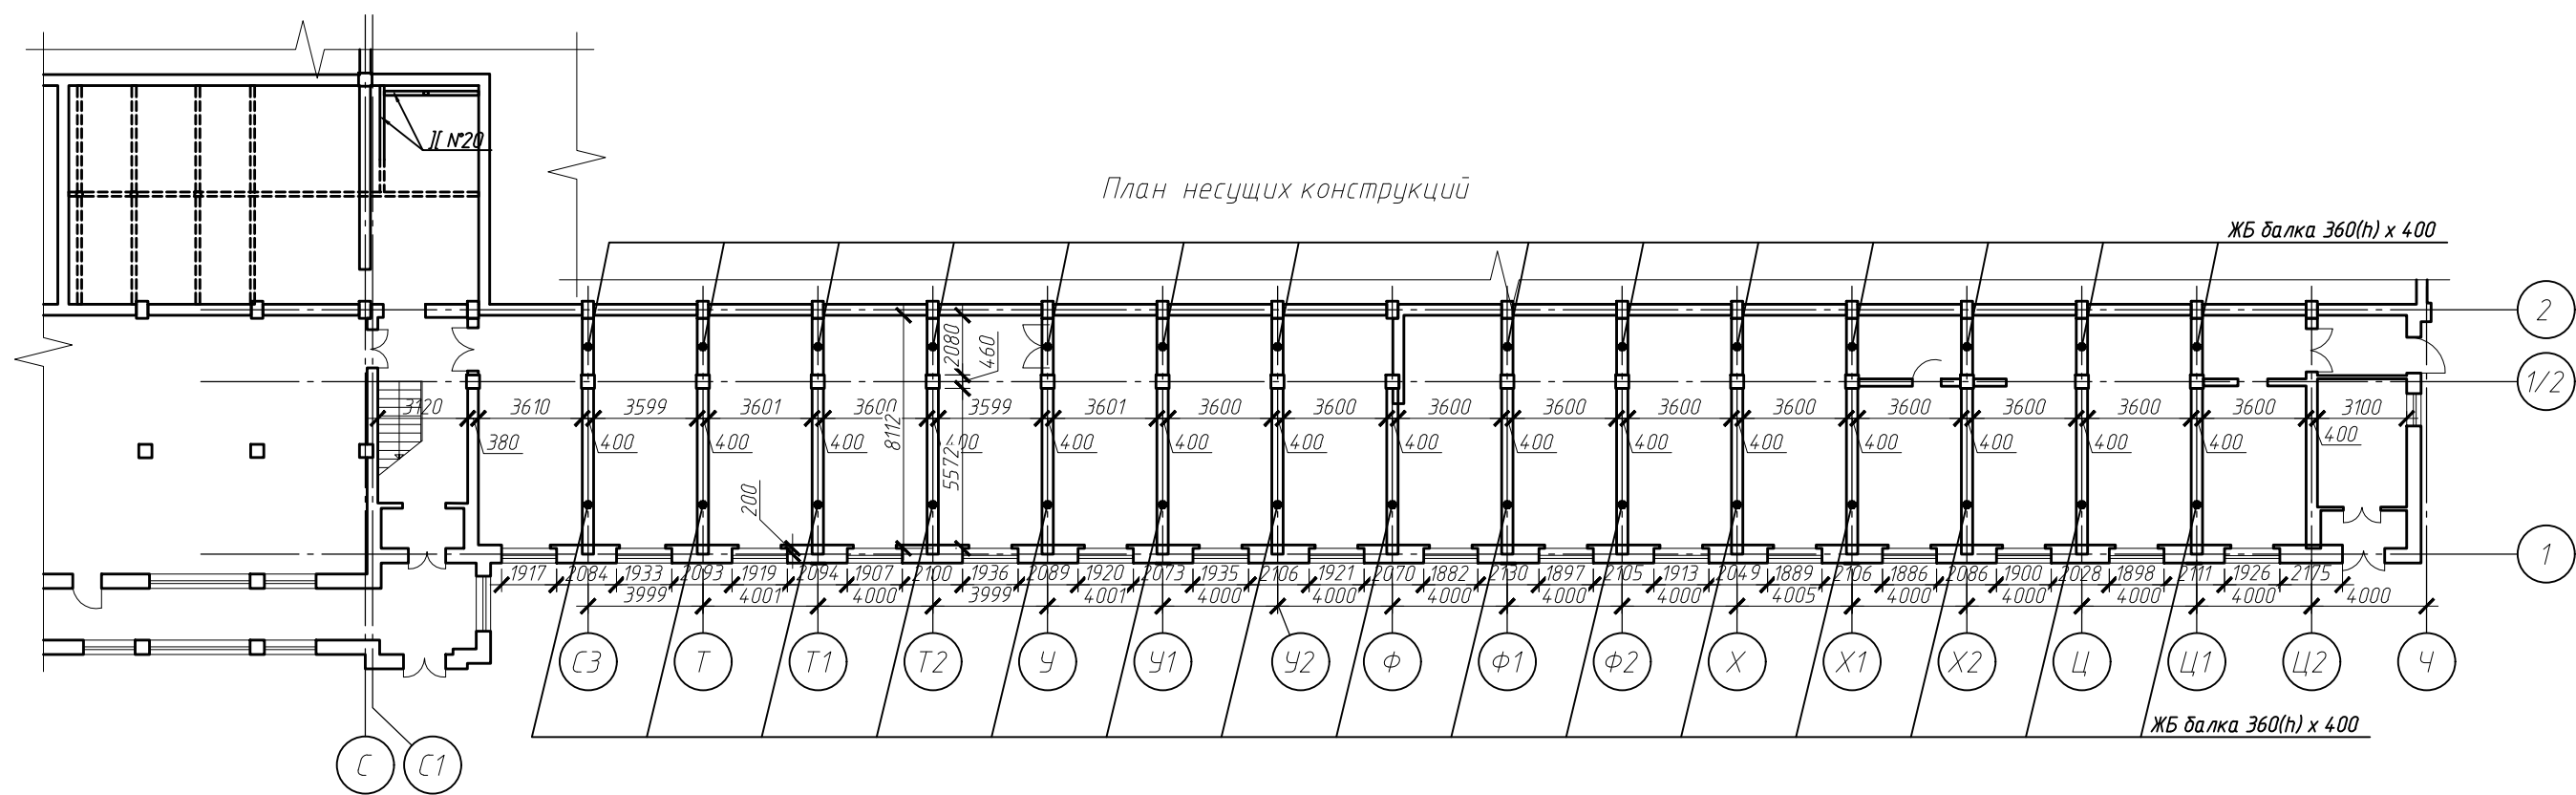 ][ №20
План несущих конструкций
ЖБ балка 360(h) x 400
2
2080
460
1/2
3120 3610 3599 3601 3600 3599 3601 3600 3600 3600 3600 3600 3600 3600 3600 3600 3600 3100
8112
380 400 400 400 400 400 400 400 400 400 400 400 400 400 400 400 400
5572
200
1
1917 2084 1933 2093 1919 2094 1907 2100 1936 2089 1920 2073 1935 2106 1921 2070 1882 2130 1897 2105 1913 2049 1889 2106 1886 2086 1900 2028 1898 2111 1926 2175
3999 4001 4000 3999 4001 4000 4000 4000 4000 4000 4005 4000 4000 4000 4000 4000
С3 Т Т1 Т2 У У1 У2 Ф Ф1 Ф2 Х Х1 Х2 Ц Ц1 Ц2 Ч
ЖБ балка 360(h) x 400
С С1